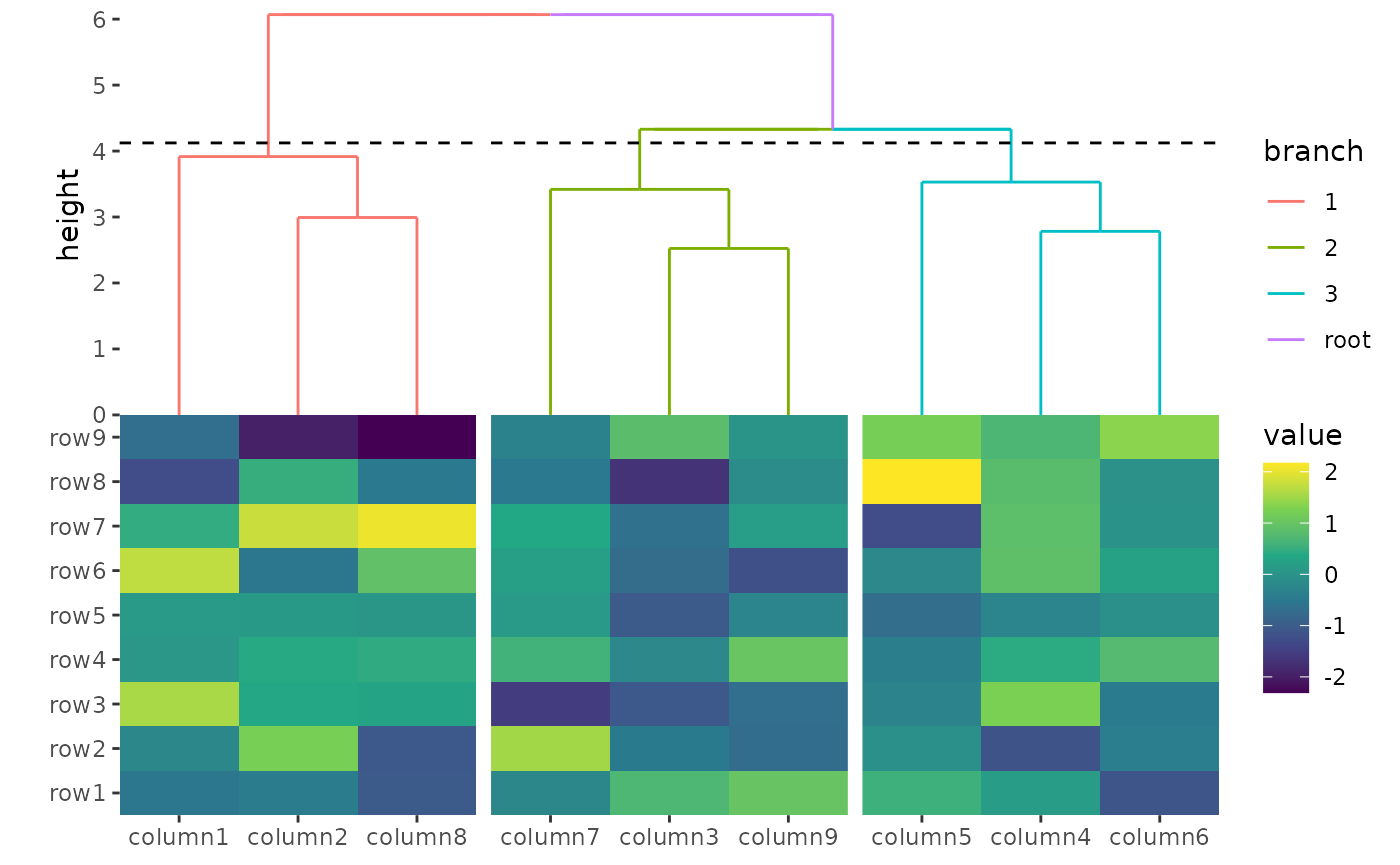 6
5
4
3
2
1
0
height
branch
1
2
3
root
row9
row8
row7
row6
row5
row4
row3
row2
row1
value
2
1
0
-1
-2
column1 column2 column8 column7 column3 column9 column5 column4 column6